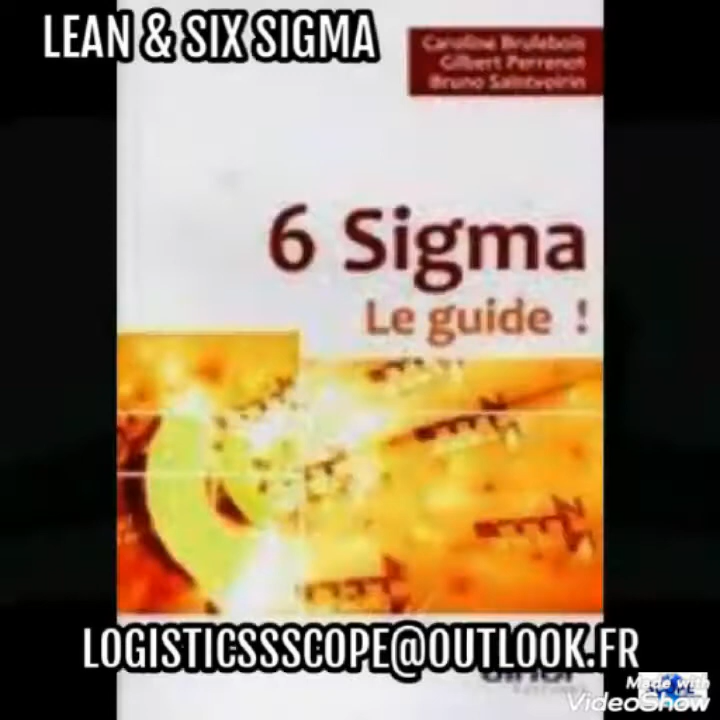 LEAN & SIX SIGMA
Caroline Brulebois
Gilbert Perrenot
Bruno Saintvoirin
6 Sigma
Le guide !
LOGISTICSSSCOPE@OUTLOOK.FR
Made with
VideoShow